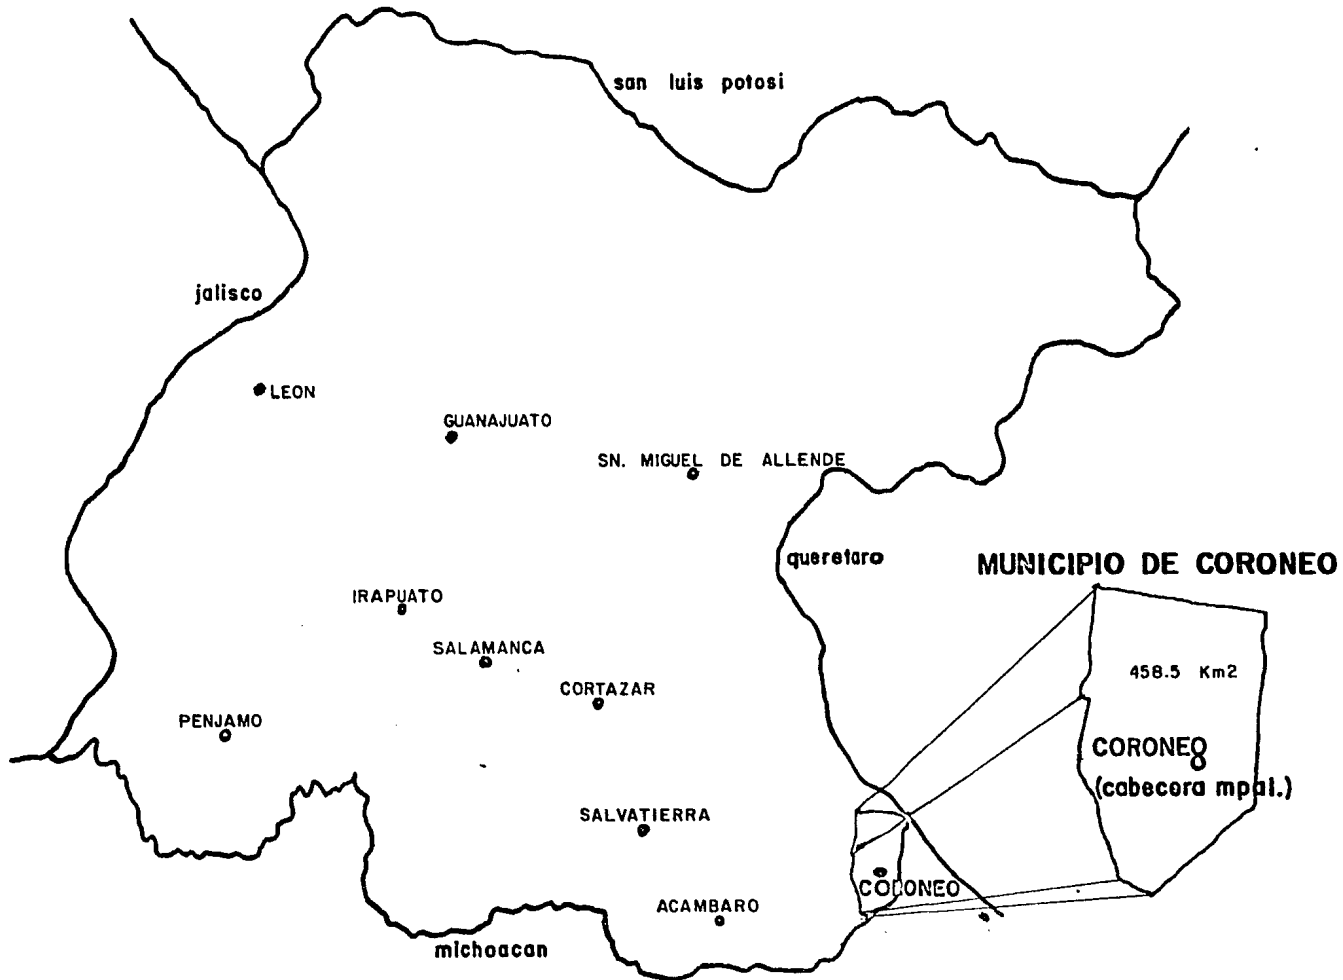 san luis potosi
jalisco
LEON
GUANAJUATO
SN. MIGUEL DE ALLENDE
queretaro
MUNICIPIO DE CORONEO
IRAPUATO
SALAMANCA
458.5 Km2
CORTAZAR
PENJAMO
CORONEO
(cabecera mpal.)
SALVATIERRA
CORONEO
ACAMBARO
michoacan